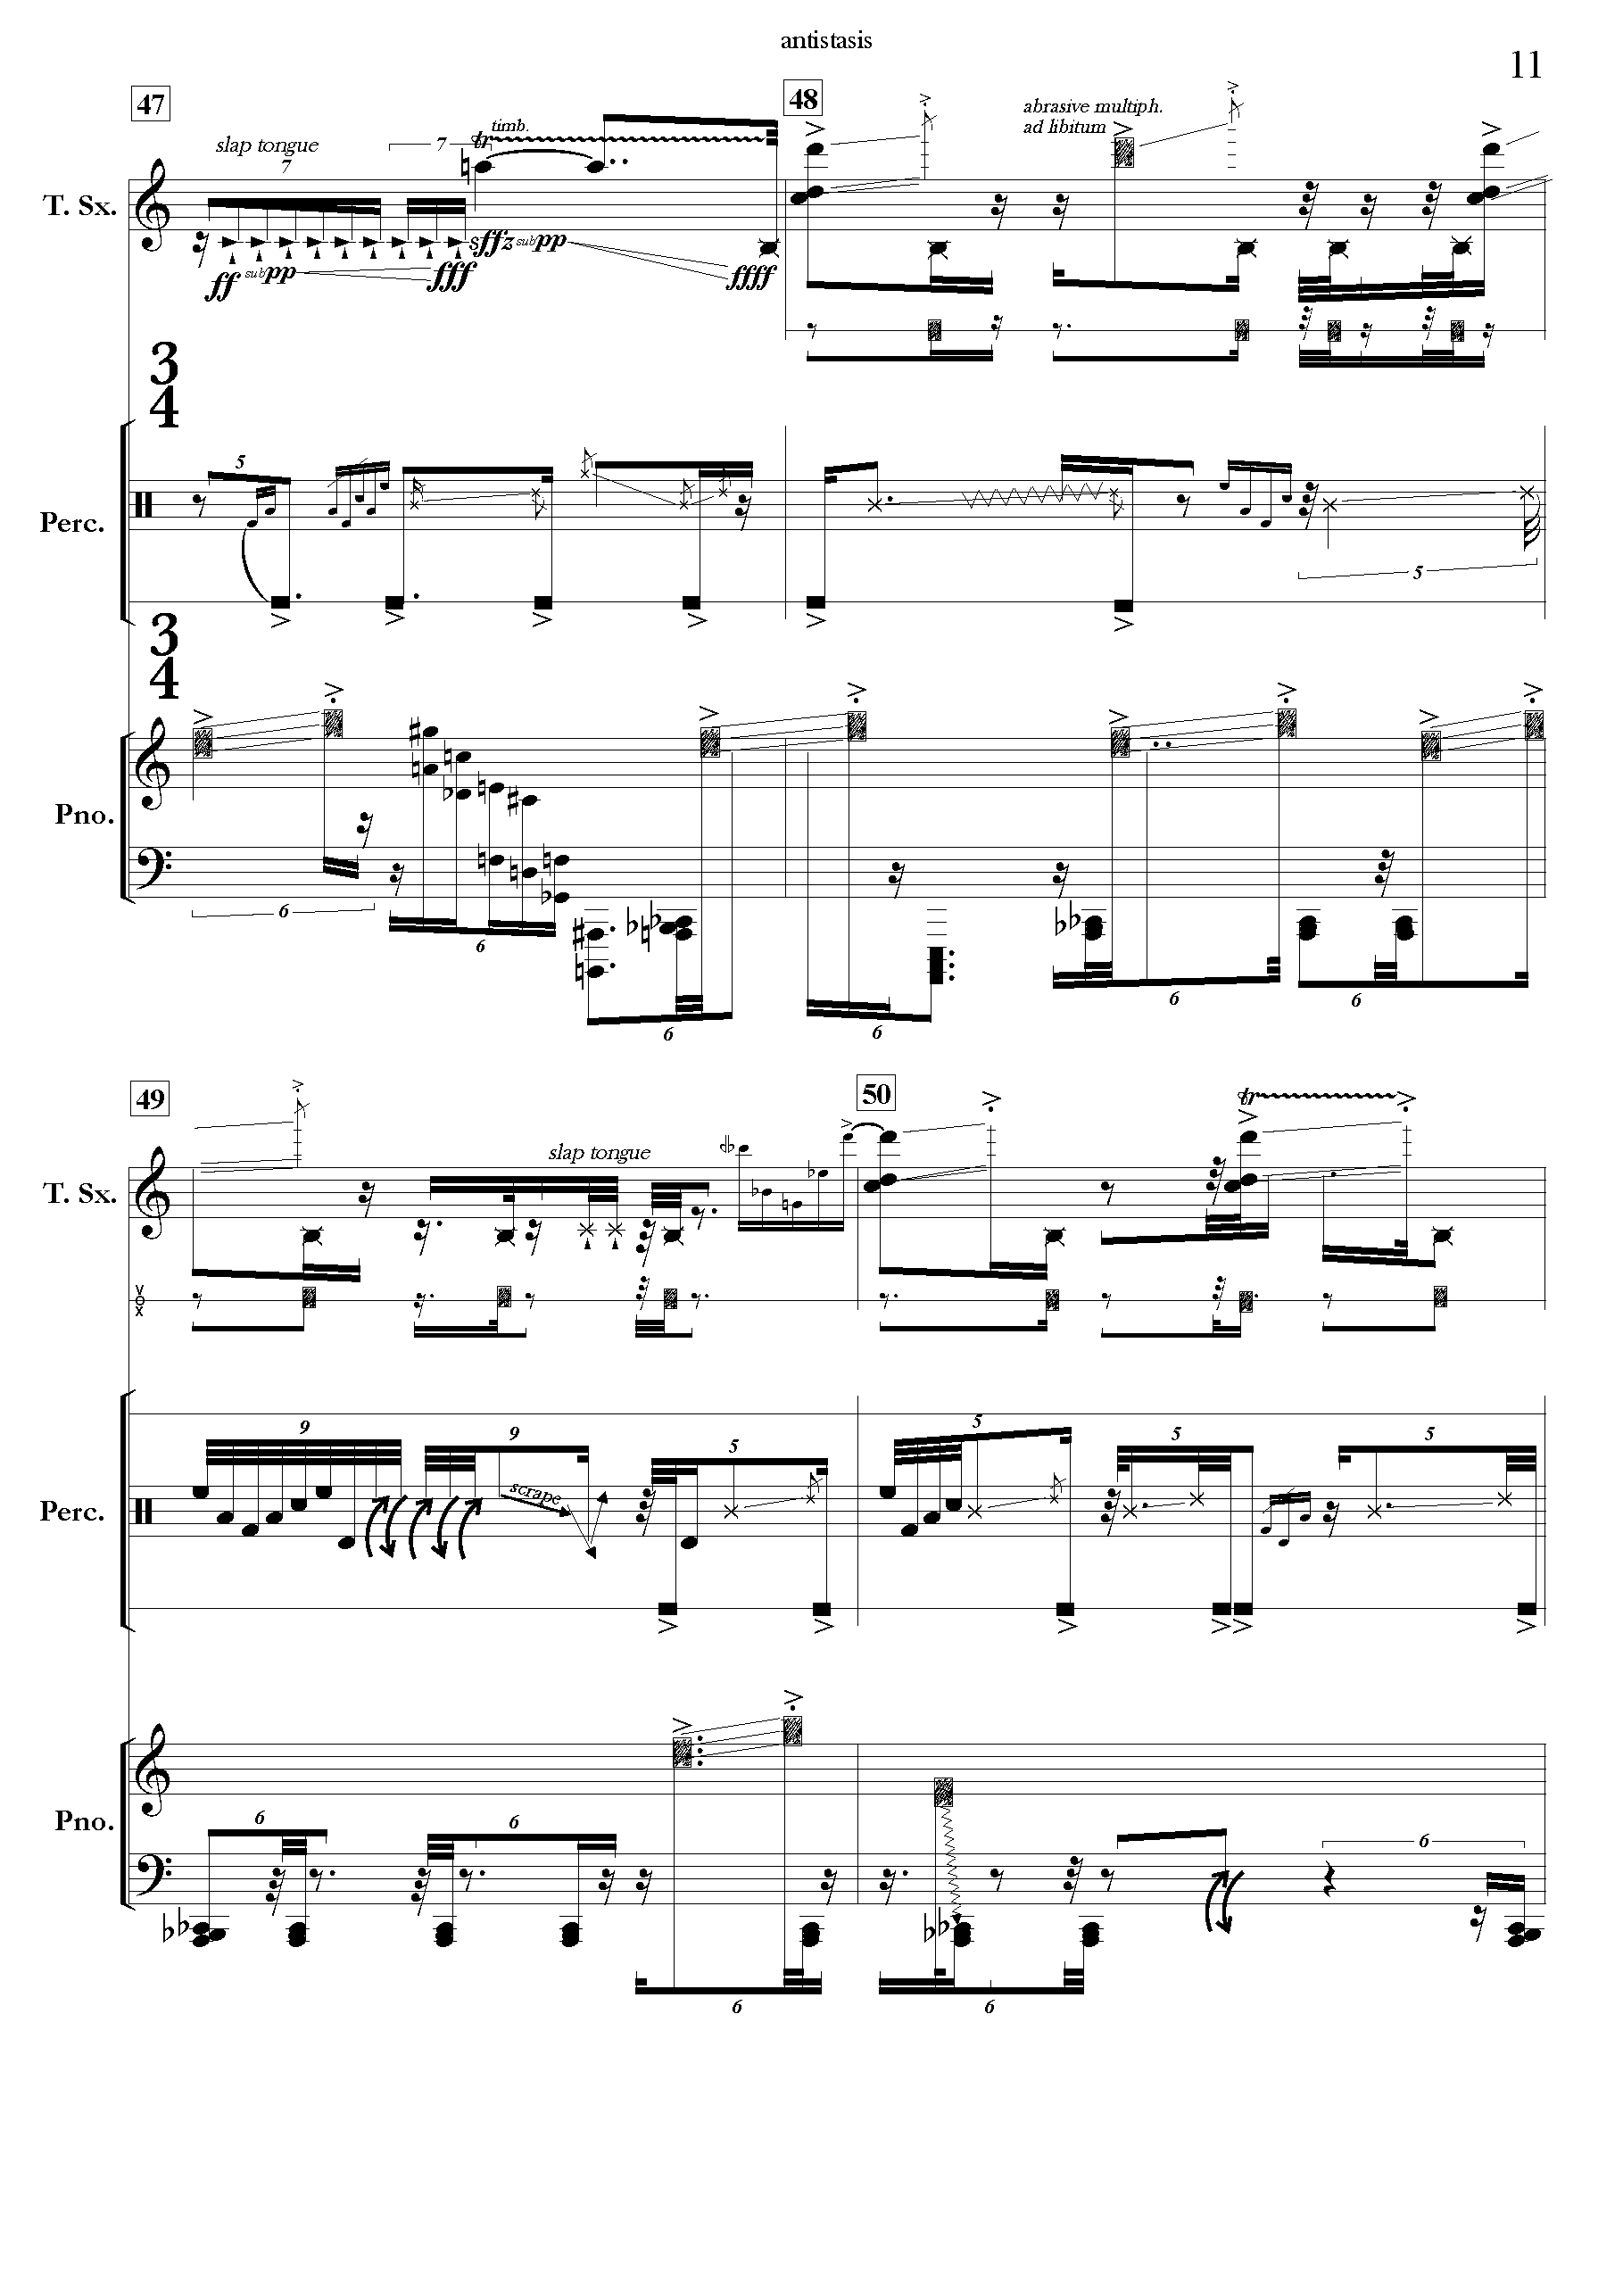 antistasis
11
47
48
slap tongue
7
7
tr
timb.
abrasive multiph.
ad libitum
T. Sx.
ff
sub
pp
fff
sffz
sub
pp
ffff
3
4
5
Perc.
5
3
4
Pno.
6
6
6
6
6
6
49
50
tr
slap tongue
T. Sx.
VOX
9
9
5
5
5
5
scrape
Perc.
Pno.
6
6
6
6
6